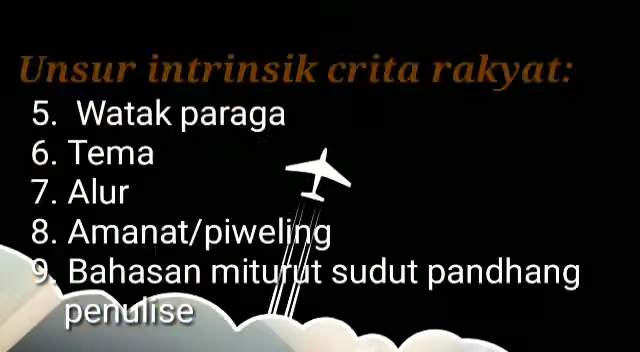 Unsur intrinsik crita rakyat:
5. Watak paraga
6. Tema
7. Alur
8. Amanat/piweling
9. Bahasan miturut sudut pandhang
penulise